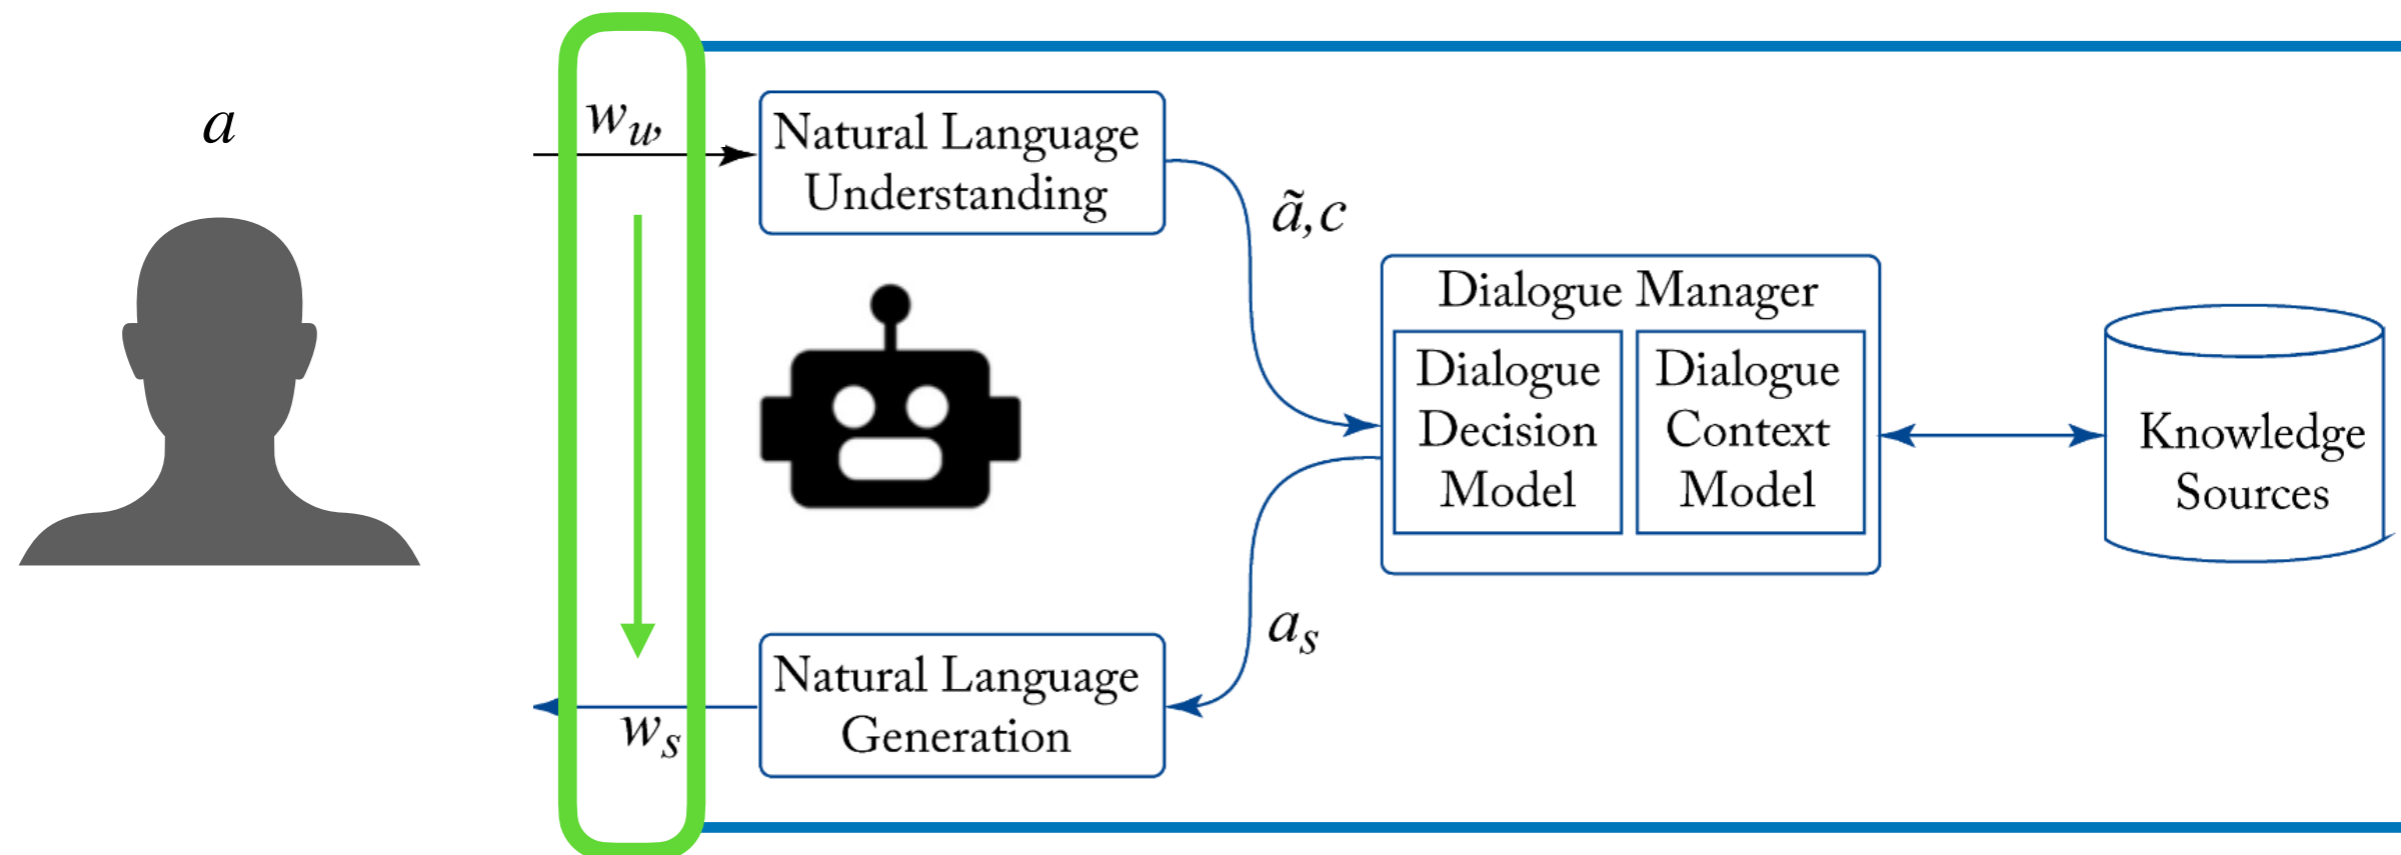 a
w_u,
Natural Language
Understanding
ã,c
Dialogue Manager
Dialogue
Decision
Model
Dialogue
Context
Model
Knowledge
Sources
a_s
Natural Language
Generation
w_s